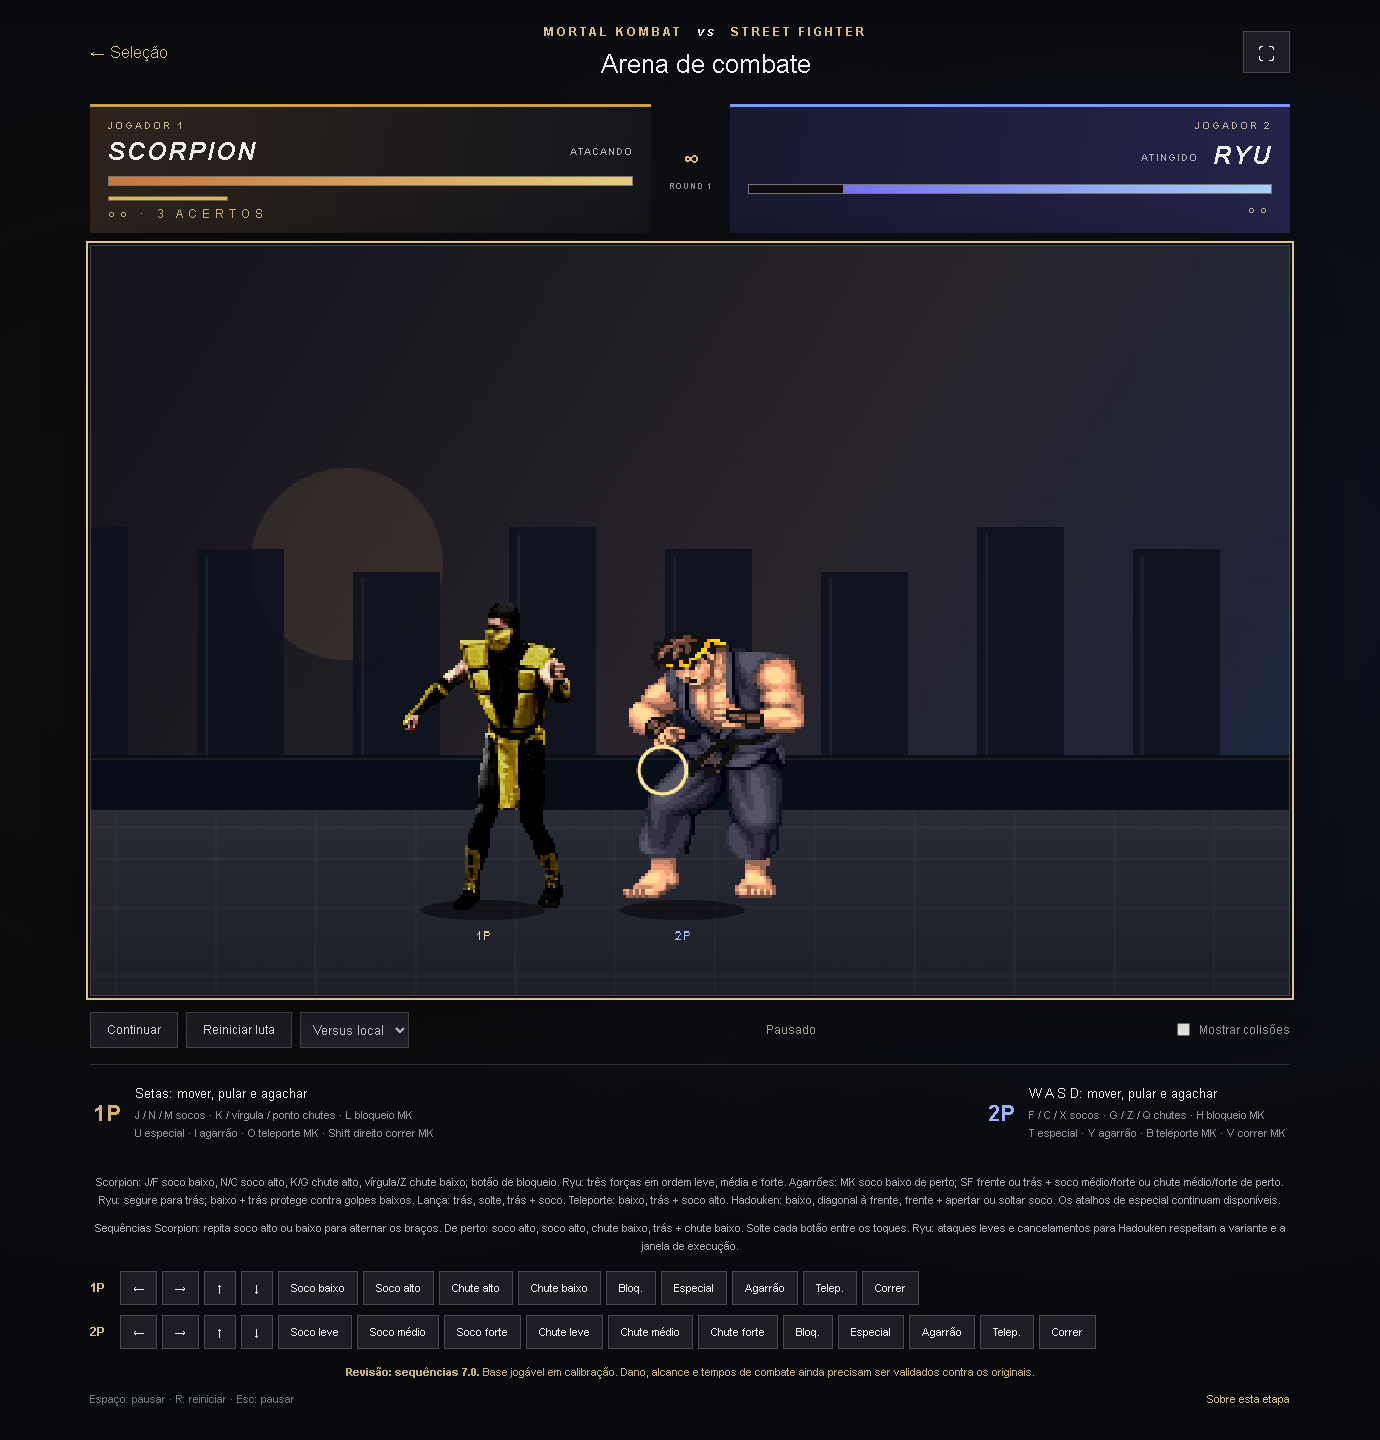 MORTAL KOMBAT VS STREET FIGHTER
← Seleção
Arena de combate
JOGADOR 1
SCORPION
ATACANDO
· 3 ACERTOS
∞
ROUND 1
JOGADOR 2
ATINGIDO RYU
1P
2P
Continuar
Reiniciar luta
Versus local
Pausado
Mostrar colisões
1P
Setas: mover, pular e agachar
J / N / M socos · K / vírgula / ponto chutes · L bloqueio MK
U especial · I agarrão · O teleporte MK · Shift direito correr MK
2P
W A S D: mover, pular e agachar
F / C / X socos · G / Z / Q chutes · H bloqueio MK
T especial · Y agarrão · B teleporte MK · V correr MK
Scorpion: J/F soco baixo, N/C soco alto, K/G chute alto, vírgula/Z chute baixo; botão de bloqueio. Ryu: três forças em ordem leve, média e forte. Agarrões: MK soco baixo de perto; SF frente ou trás + soco médio/forte ou chute médio/forte de perto.
Ryu: segure para trás; baixo + trás protege contra golpes baixos. Lança: trás, solte, trás + soco. Teleporte: baixo, trás + soco alto. Hadouken: baixo, diagonal à frente, frente + apertar ou soltar soco. Os atalhos de especial continuam disponíveis.
Sequências Scorpion: repita soco alto ou baixo para alternar os braços. De perto: soco alto, soco alto, chute baixo, trás + chute baixo. Solte cada botão entre os toques. Ryu: ataques leves e cancelamentos para Hadouken respeitam a variante e a
janela de execução.
1P ← → ↑ ↓ Soco baixo Soco alto Chute alto Chute baixo Bloq. Especial Agarrão Telep. Correr
2P ← → ↑ ↓ Soco leve Soco médio Soco forte Chute leve Chute médio Chute forte Bloq. Especial Agarrão Telep. Correr
Revisão: sequências 7.0. Base jogável em calibração. Dano, alcance e tempos de combate ainda precisam ser validados contra os originais.
Espaço: pausar · R: reiniciar · Esc: pausar
Sobre esta etapa